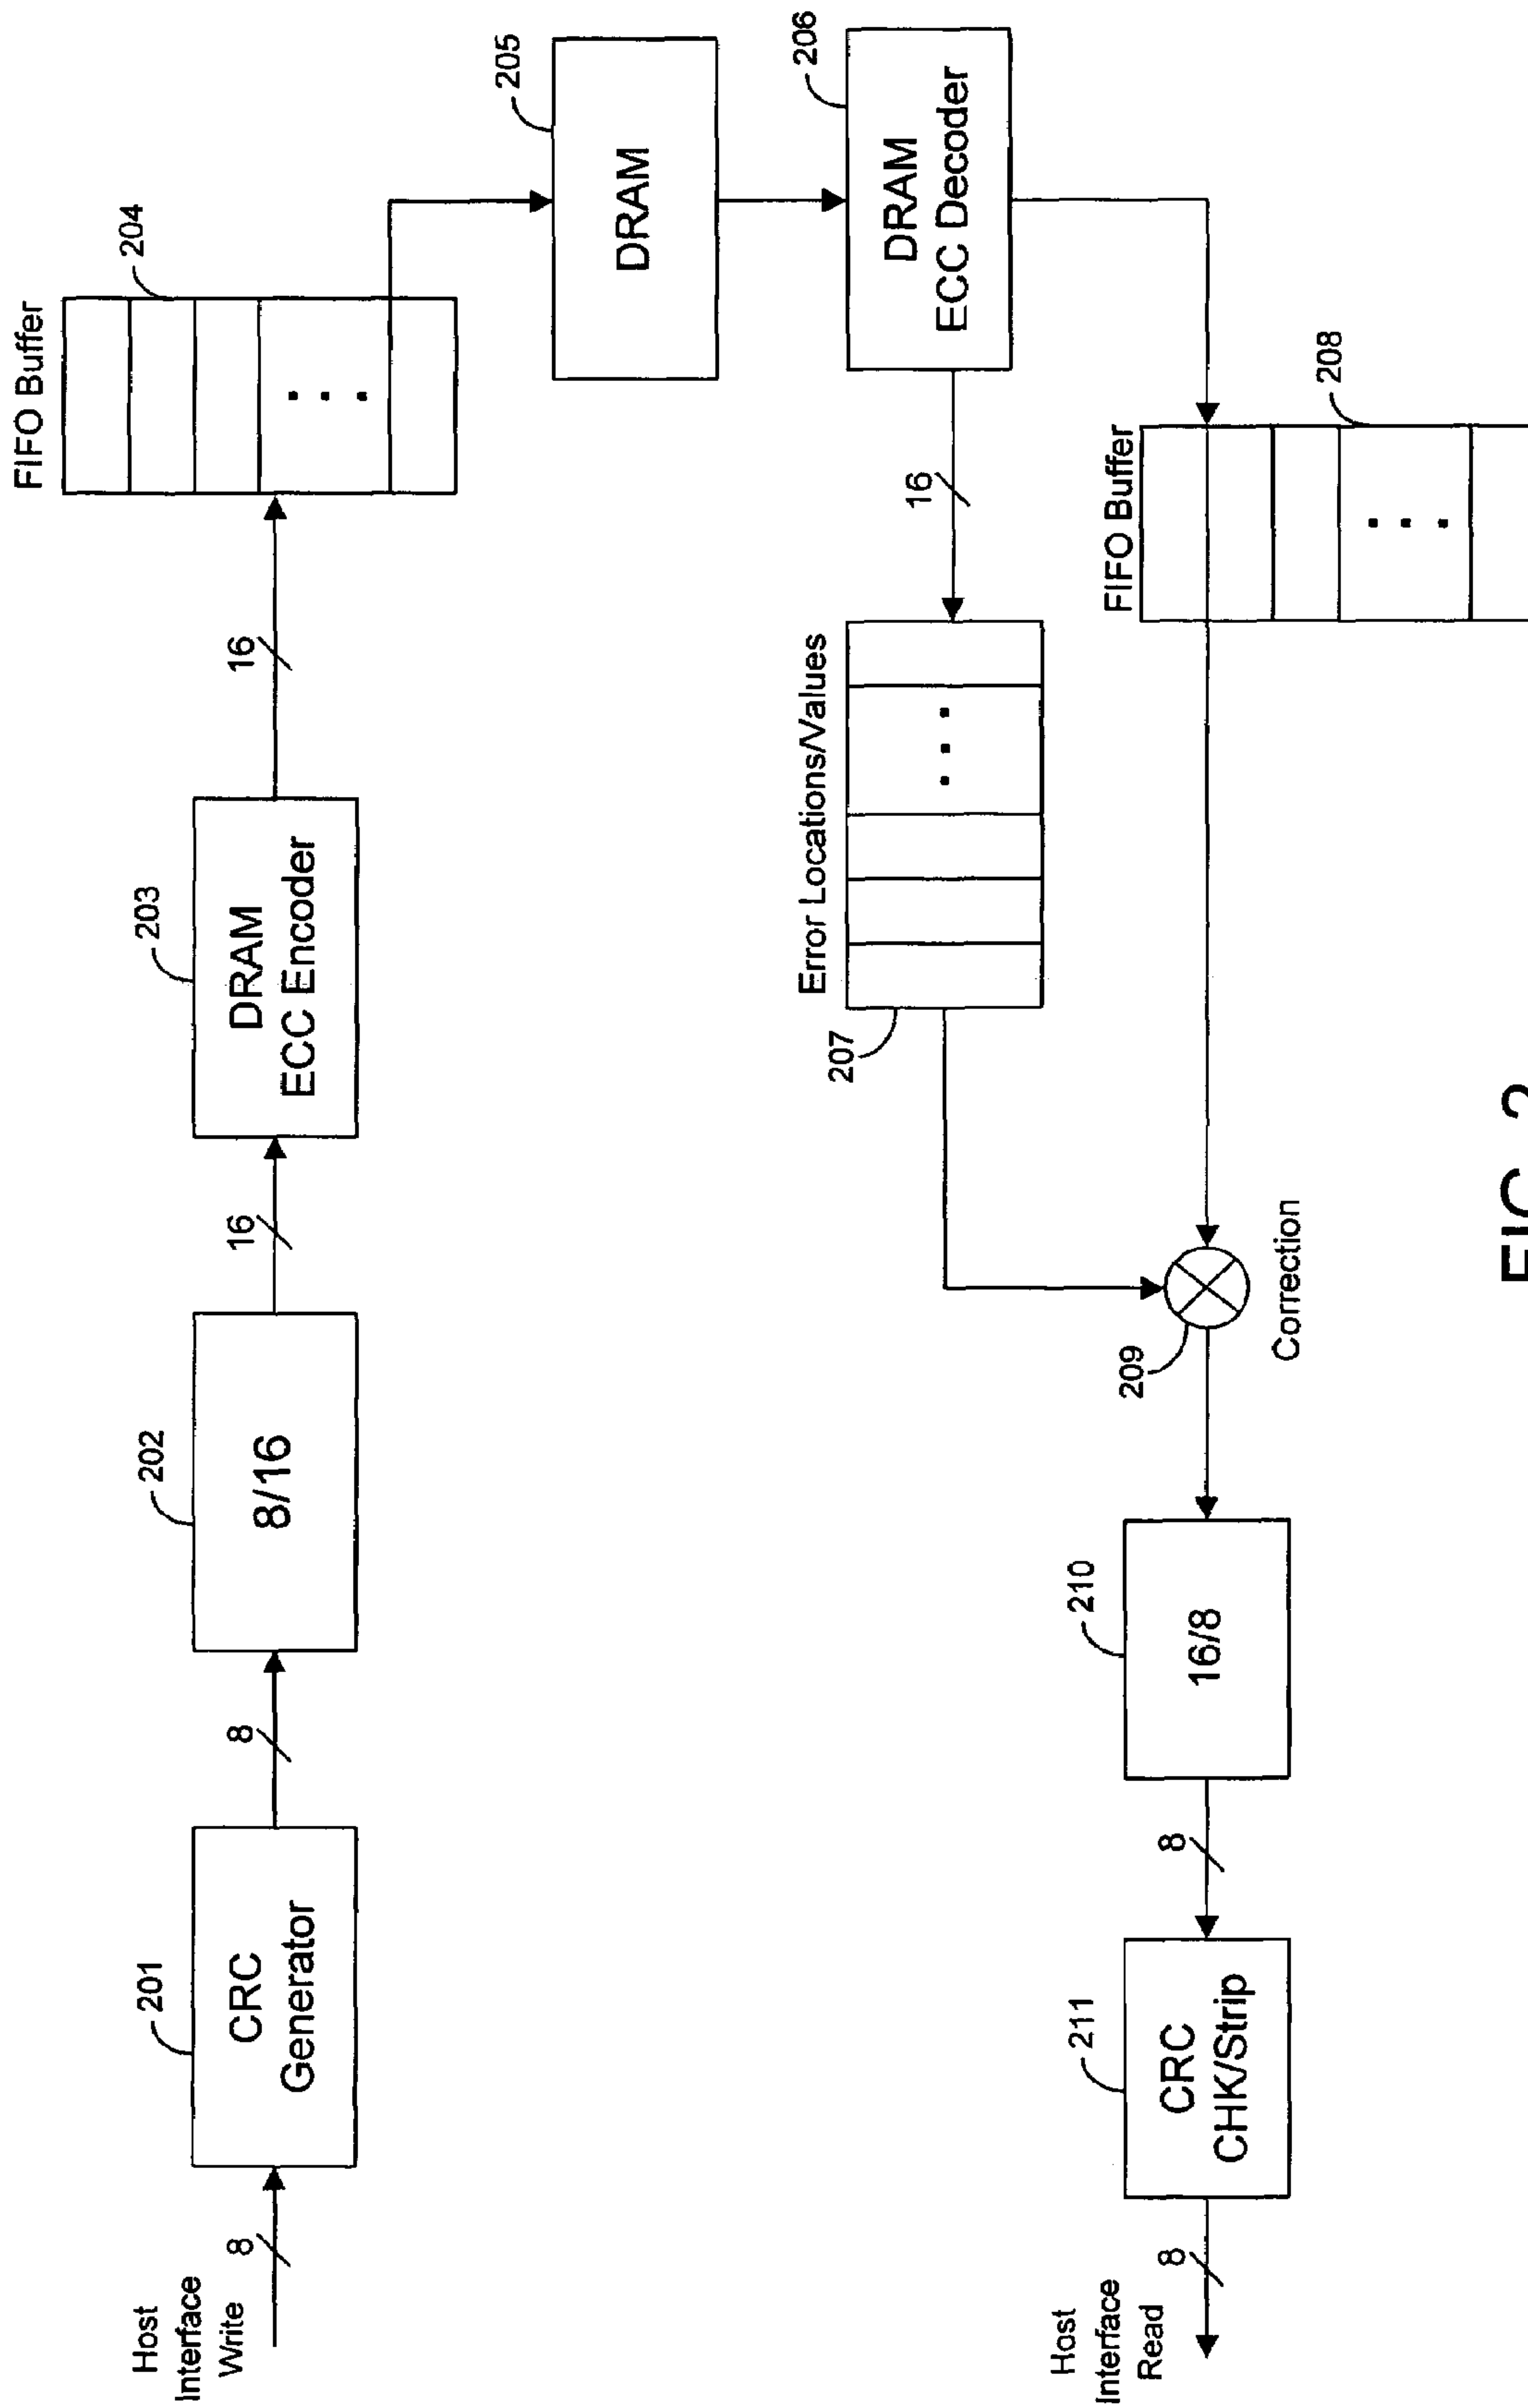 Host
Interface
Write
8
201
CRC
Generator
8
202
8/16
16
203
DRAM
ECC Encoder
16
FIFO Buffer
204
205
DRAM
206
DRAM
ECC Decoder
16
Error Locations/Values
207
FIFO Buffer
208
209
Correction
210
16/8
8
211
CRC
CHK/Strip
8
Host
Interface
Read
FIG. 2